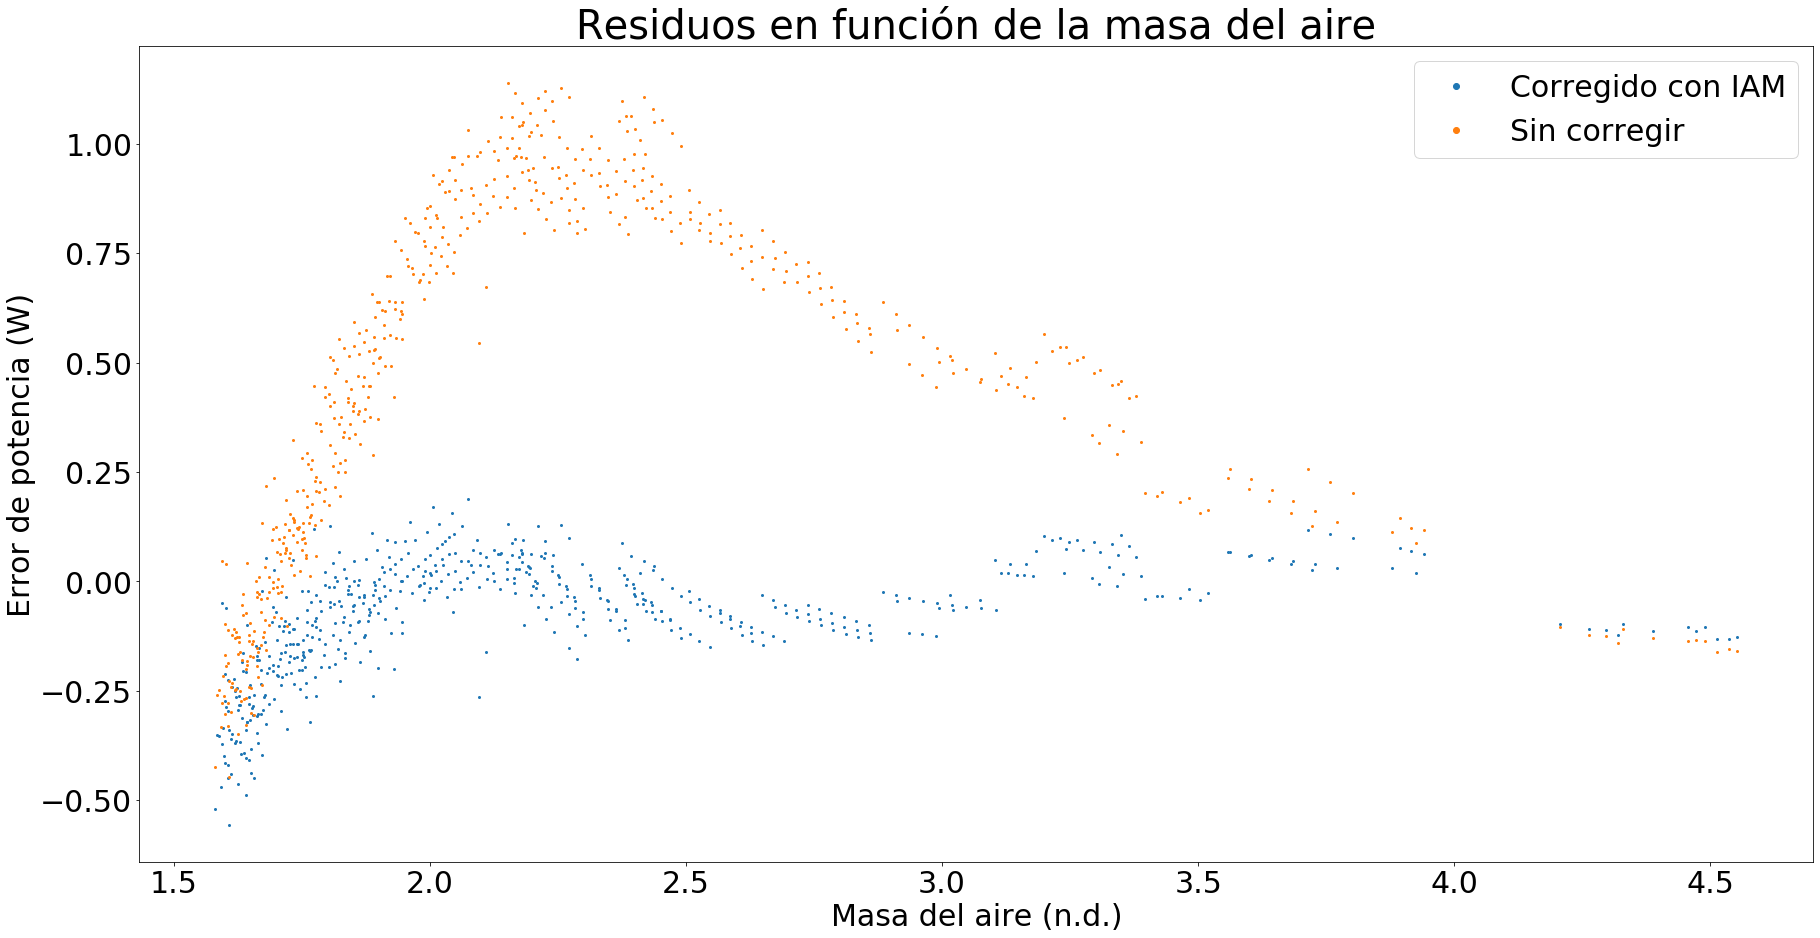 Residuos en función de la masa del aire
Corregido con IAM
Sin corregir
Error de potencia (W)
1.00
0.75
0.50
0.25
0.00
−0.25
−0.50
1.5 2.0 2.5 3.0 3.5 4.0 4.5
Masa del aire (n.d.)